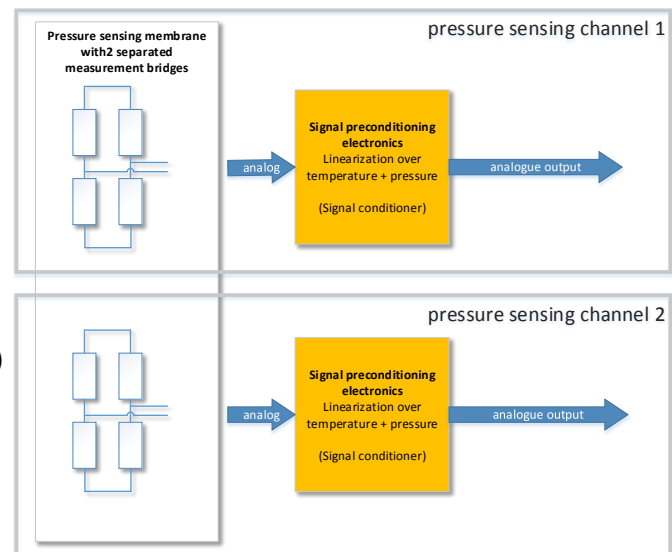 pressure sensing channel 1
Pressure sensing membrane
with2 separated
measurement bridges
analog
Signal preconditioning
electronics
Linearization over
temperature + pressure
(Signal conditioner)
analogue output
pressure sensing channel 2
)
analog
Signal preconditioning
electronics
Linearization over
temperature + pressure
(Signal conditioner)
analogue output